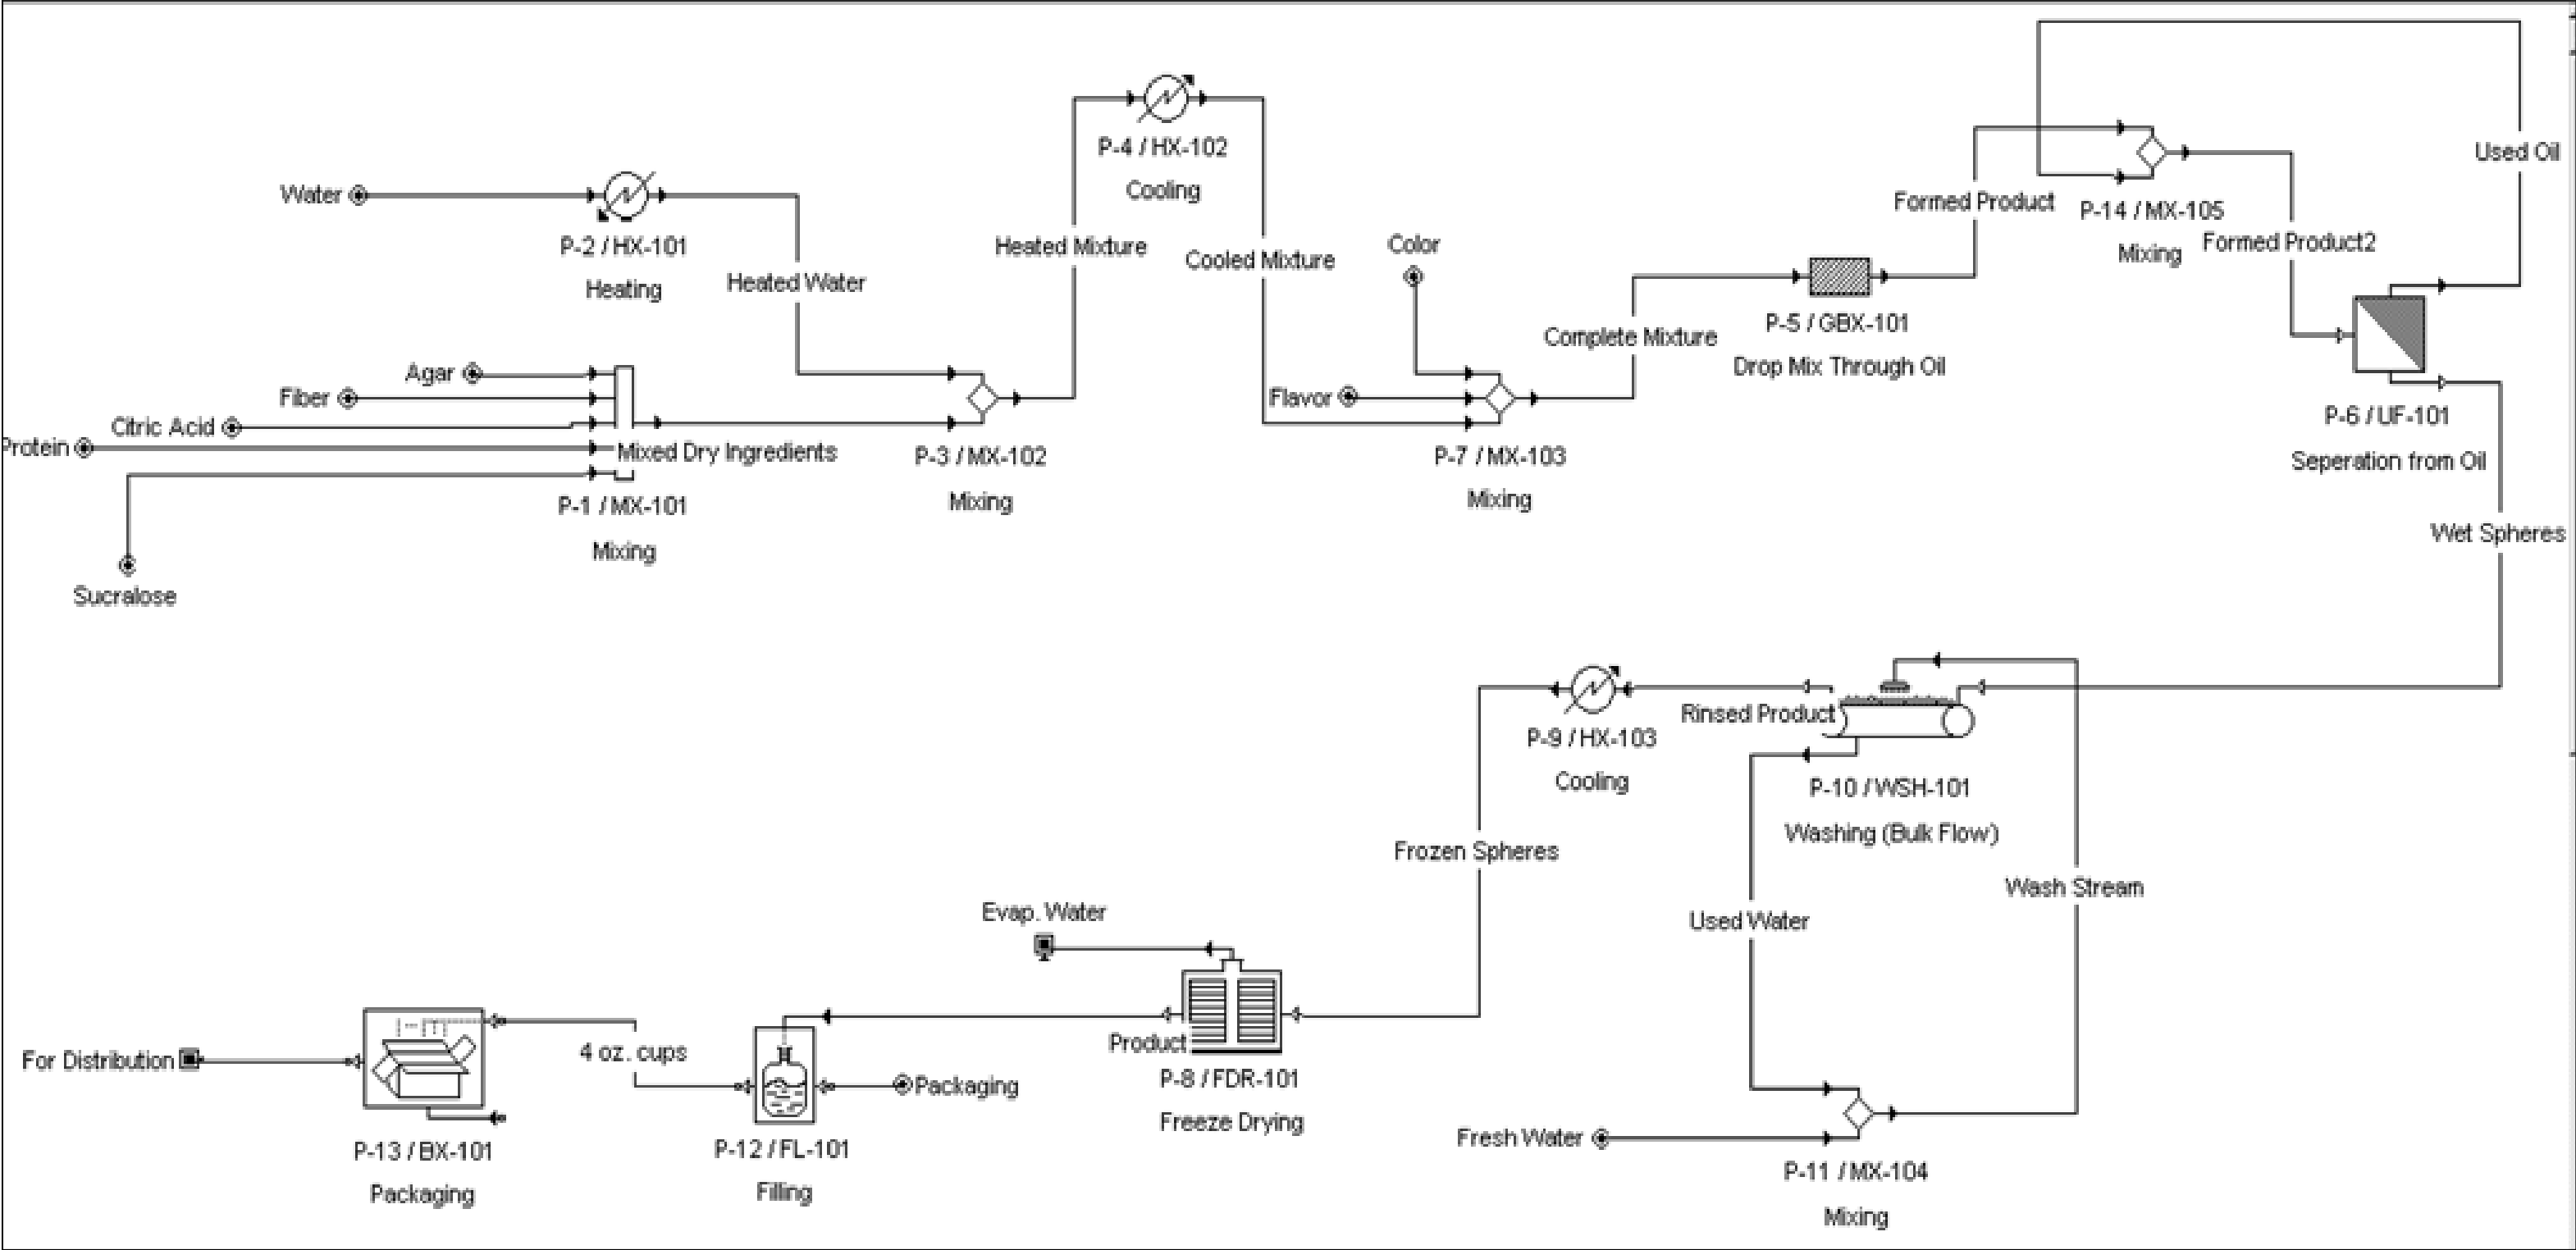 Water
P-2 / HX-101
Heating
Heated Water
Agar
Fiber
Citric Acid
Protein
Sucralose
Mixed Dry Ingredients
P-1 / MX-101
Mixing
P-3 / MX-102
Mixing
Heated Mixture
P-4 / HX-102
Cooling
Cooled Mixture
Color
Flavor
P-7 / MX-103
Mixing
Complete Mixture
P-5 / GBX-101
Drop Mix Through Oil
Formed Product
P-14 / MX-105
Mixing
Formed Product2
Used Oil
P-6 / UF-101
Seperation from Oil
Wet Spheres
Rinsed Product
P-10 / WSH-101
Washing (Bulk Flow)
Wash Stream
Used Water
Fresh Water
P-11 / MX-104
Mixing
P-9 / HX-103
Cooling
Frozen Spheres
Evap. Water
Product
P-8 / FDR-101
Freeze Drying
Packaging
P-12 / FL-101
Filling
4 oz. cups
P-13 / BX-101
Packaging
For Distribution